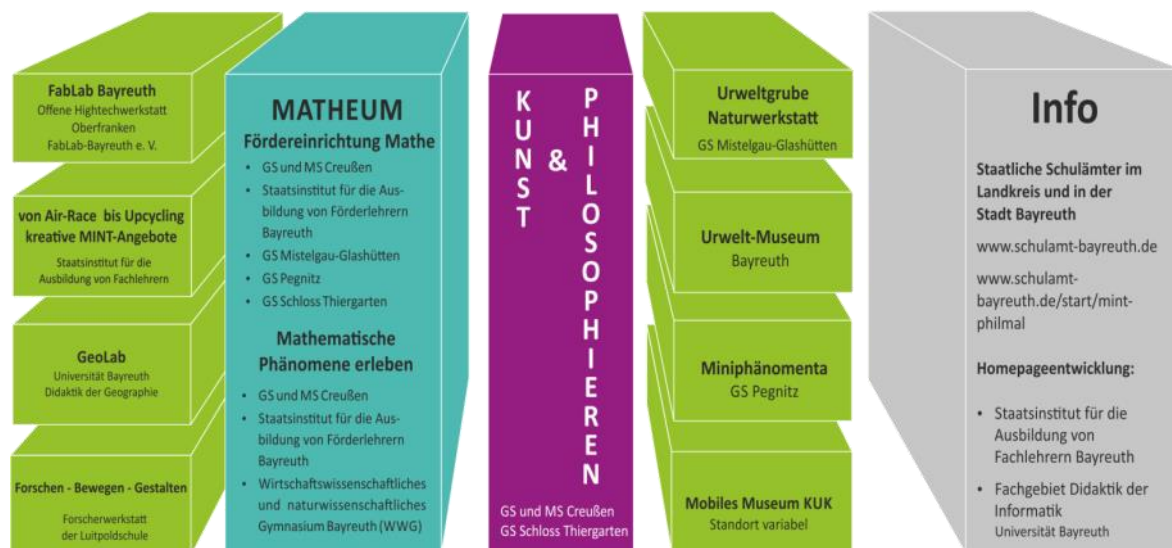 FabLab Bayreuth
Offene Hightechwerkstatt
Oberfranken
FabLab-Bayreuth e. V.
von Air-Race bis Upcycling
kreative MINT-Angebote
Staatsinstitut für die
Ausbildung von Fachlehrern
GeoLab
Universität Bayreuth
Didaktik der Geographie
Forschen - Bewegen - Gestalten
Forscherwerkstatt
der Luitpoldschule
MATHEUM
Fördereinrichtung Mathe
• GS und MS Creußen
• Staatsinstitut für die Aus-
bildung von Förderlehrern
Bayreuth
• GS Mistelgau-Glashütten
• GS Pegnitz
• GS Schloss Thiergarten
Mathematische
Phänomene erleben
• GS und MS Creußen
• Staatsinstitut für die Aus-
bildung von Förderlehrern
Bayreuth
• Wirtschaftswissenschaftliches
und naturwissenschaftliches
Gymnasium Bayreuth (WWG)
KUNST
&
PHILOSOPHIEREN
GS und MS Creußen
GS Schloss Thiergarten
Urweltgrube
Naturwerkstatt
GS Mistelgau-Glashütten
Urwelt-Museum
Bayreuth
Miniphänomenta
GS Pegnitz
Mobiles Museum KUK
Standort variabel
Info
Staatliche Schulämter im
Landkreis und in der
Stadt Bayreuth
www.schulamt-bayreuth.de
www.schulamt-
bayreuth.de/start/mint-
philmal
Homepageentwicklung:
• Staatsinstitut für die
Ausbildung von
Fachlehrern Bayreuth
• Fachgebiet Didaktik der
Informatik
Universität Bayreuth